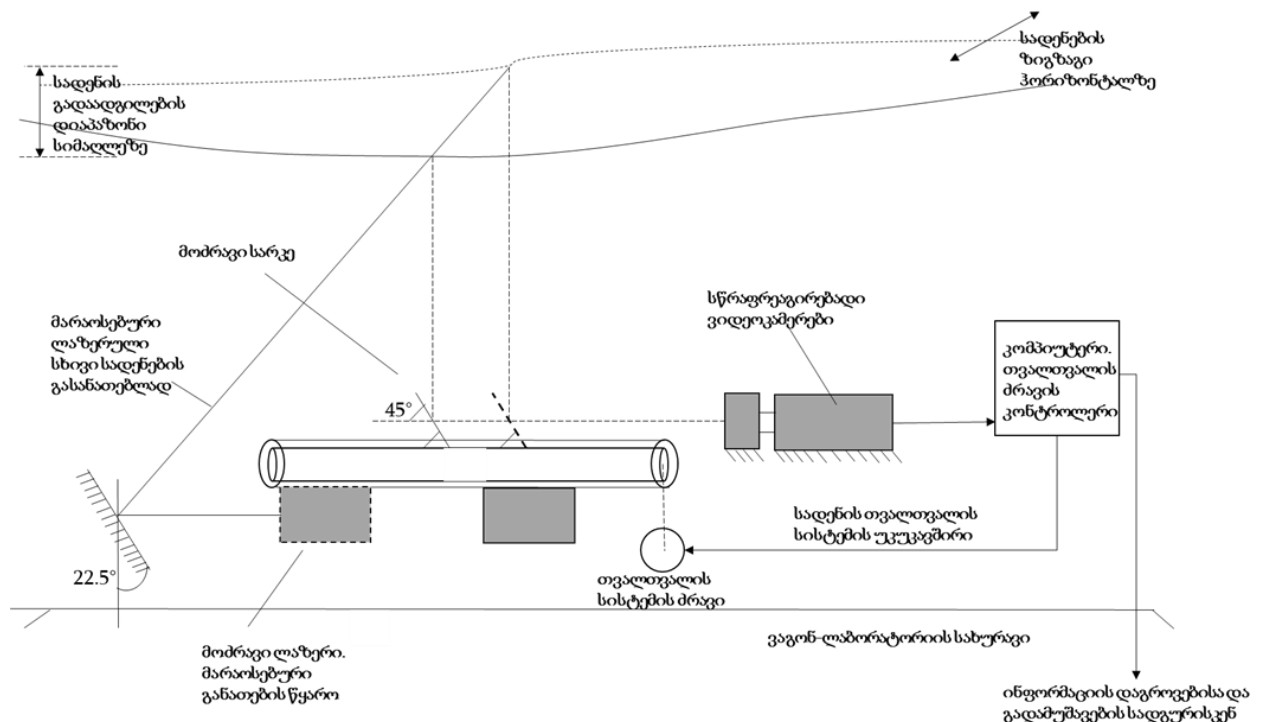 სადენების
ზიგზაგი
ჰორიზონტალზე
სადენის
გადაადგილების
დიაპაზონი
სიმაღლეზე
მოძრავი სარკე
სწრაფრეაგირებადი
ვიდეოკამერები
მარაოსებური
ლაზერული
სხივი სადენების
გასანათებლად
კომპიუტერი.
თვალთვალის
ძრავის
კონტროლერი
45°
სადენის თვალთვალის
სისტემის უკუკავშირი
22.5°
თვალთვალის
სისტემის ძრავი
ვაგონ-ლაბორატორიის სახურავი
მოძრავი ლაზერი.
მარაოსებური
განათების წყარო
ინფორმაციის დაგროვებისა და
გადამუშავების სადგურისკენ